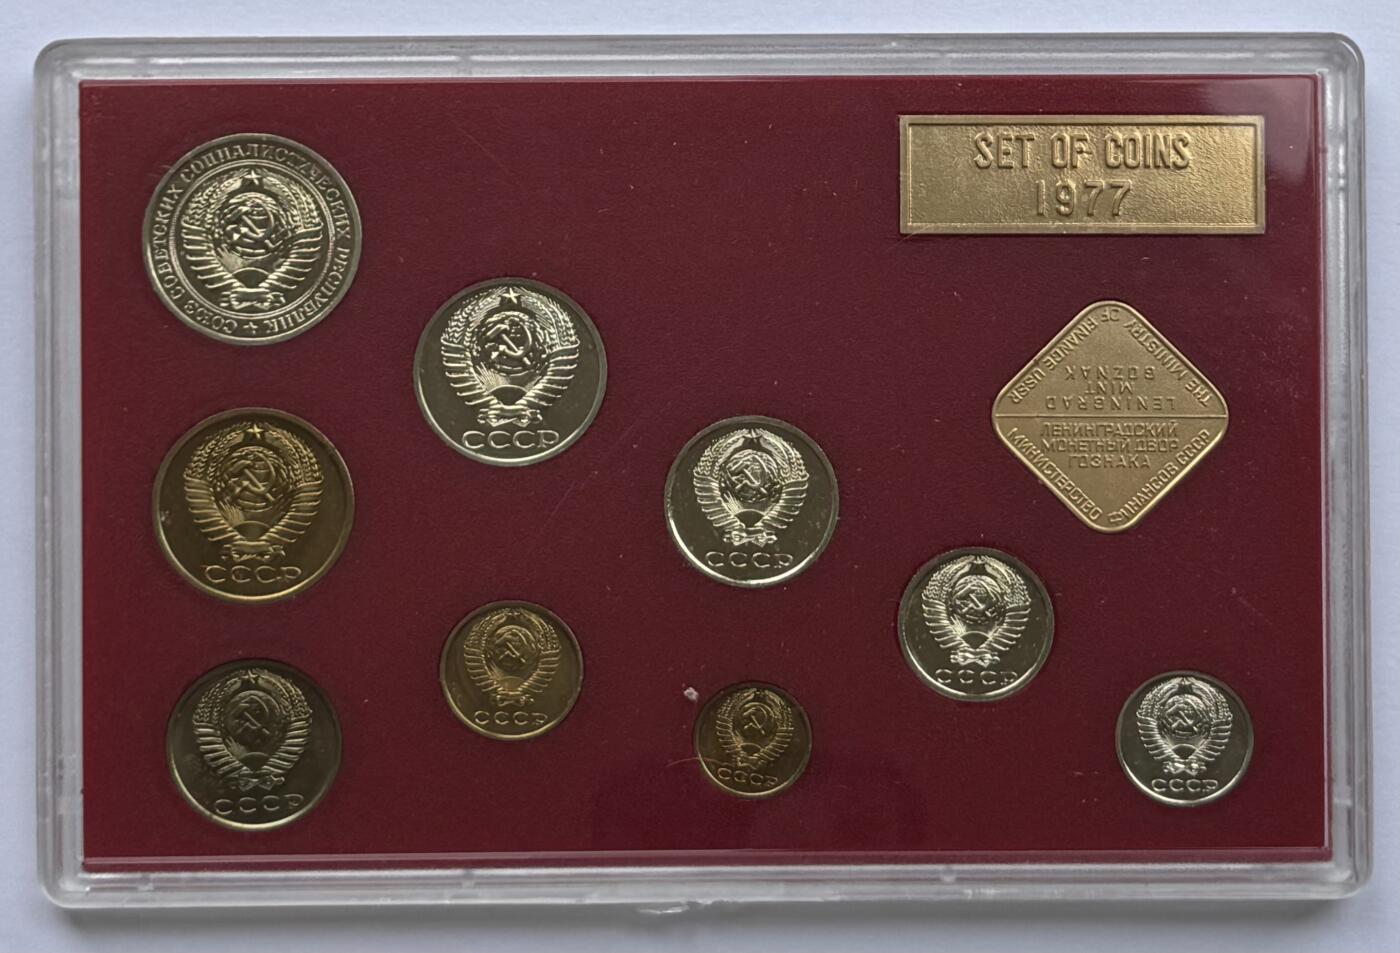 SET OF COINS
1977
СОЮЗ СОВЕТСКИХ СОЦИАЛИСТИЧЕСКИХ РЕСПУБЛИК ★
СССР
СССР
СССР
СССР
СССР
СССР
СССР
СССР
THE MINISTRY OF FINANCE USSR
LENINGRAD
MINT
GOZNAK
ЛЕНИНГРАДСКИЙ
МОНЕТНЫЙ ДВОР
ГОЗНАКА
МИНИСТЕРСТВО ФИНАНСОВ СССР